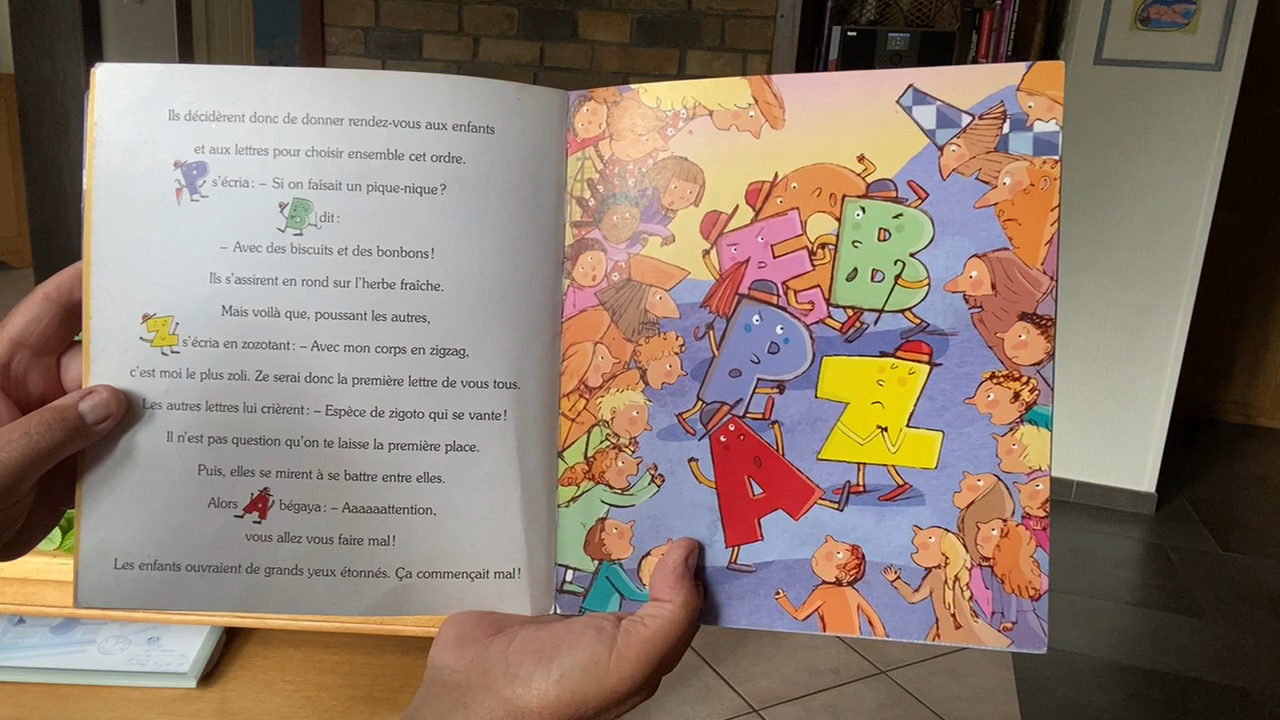 Ils décidèrent donc de donner rendez-vous aux enfants
et aux lettres pour choisir ensemble cet ordre.
P s'écria : – Si on faisait un pique-nique ?
B dit :
– Avec des biscuits et des bonbons !
Ils s'assirent en rond sur l'herbe fraîche.
Mais voilà que, poussant les autres,
Z s'écria en zozotant : – Avec mon corps en zigzag,
c'est moi le plus zoli. Ze serai donc la première lettre de vous tous.
Les autres lettres lui crièrent : – Espèce de zigoto qui se vante !
Il n'est pas question qu'on te laisse la première place.
Puis, elles se mirent à se battre entre elles.
Alors A bégaya : – Aaaaaattention,
vous allez vous faire mal !
Les enfants ouvraient de grands yeux étonnés. Ça commençait mal !
B
P
Z
A